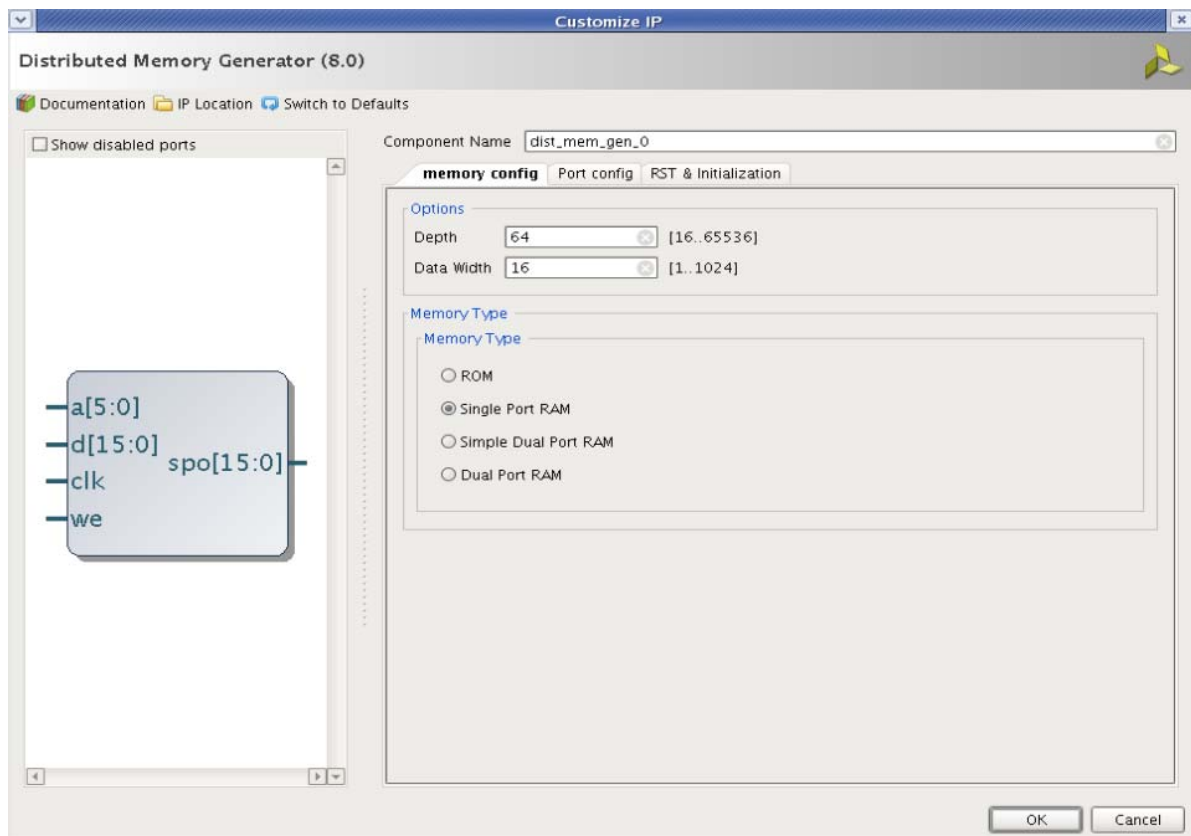 Customize IP
Distributed Memory Generator (8.0)
Documentation IP Location Switch to Defaults
Show disabled ports
a[5:0]
d[15:0]
clk
we
spo[15:0]
Component Name dist_mem_gen_0
memory config Port config RST & Initialization
Options
Depth 64 [16..65536]
Data Width 16 [1..1024]
Memory Type
Memory Type
ROM
Single Port RAM
Simple Dual Port RAM
Dual Port RAM
OK Cancel